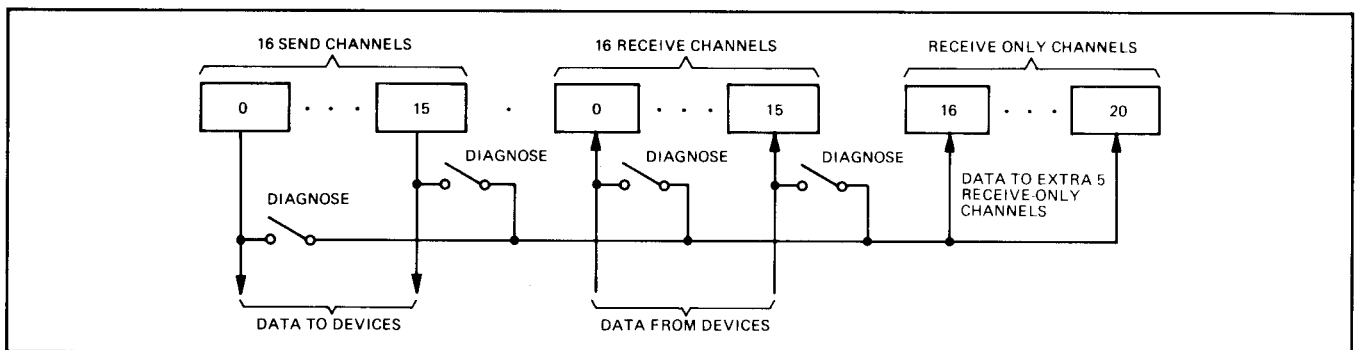 16 SEND CHANNELS
16 RECEIVE CHANNELS
RECEIVE ONLY CHANNELS
0 . . . 15 . 0 . . . 15 16 . . . 20
DIAGNOSE
DIAGNOSE
DIAGNOSE
DIAGNOSE
DATA TO EXTRA 5
RECEIVE-ONLY
CHANNELS
DATA TO DEVICES
DATA FROM DEVICES